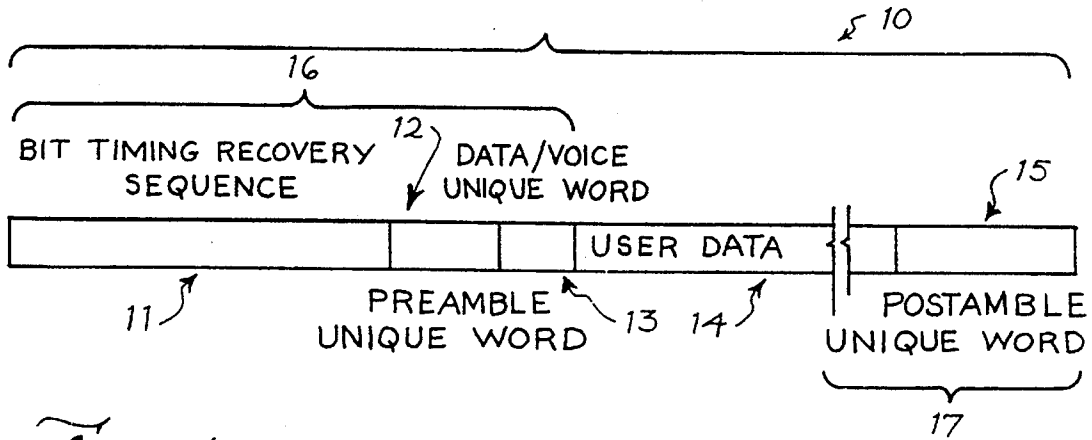 10
16
12
BIT TIMING RECOVERY
SEQUENCE
DATA/VOICE
UNIQUE WORD
15
USER DATA
11
PREAMBLE
UNIQUE WORD
13
14
POSTAMBLE
UNIQUE WORD
17